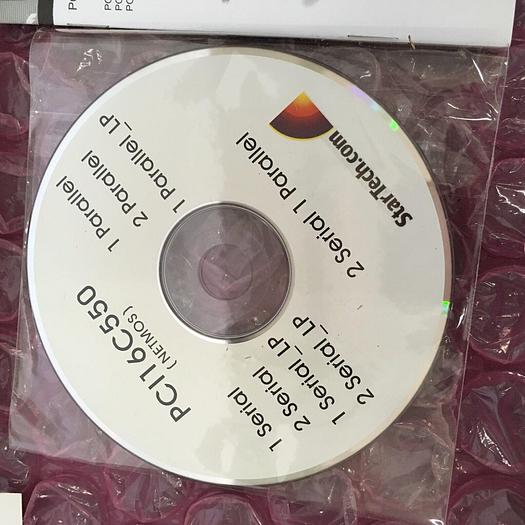 StarTech.com
PCI16C550
(NETMOS)
1 Serial
2 Serial
1 Serial_LP
2 Serial_LP
2 Serial 1 Parallel
1 Parallel
2 Parallel
1 Parallel_LP